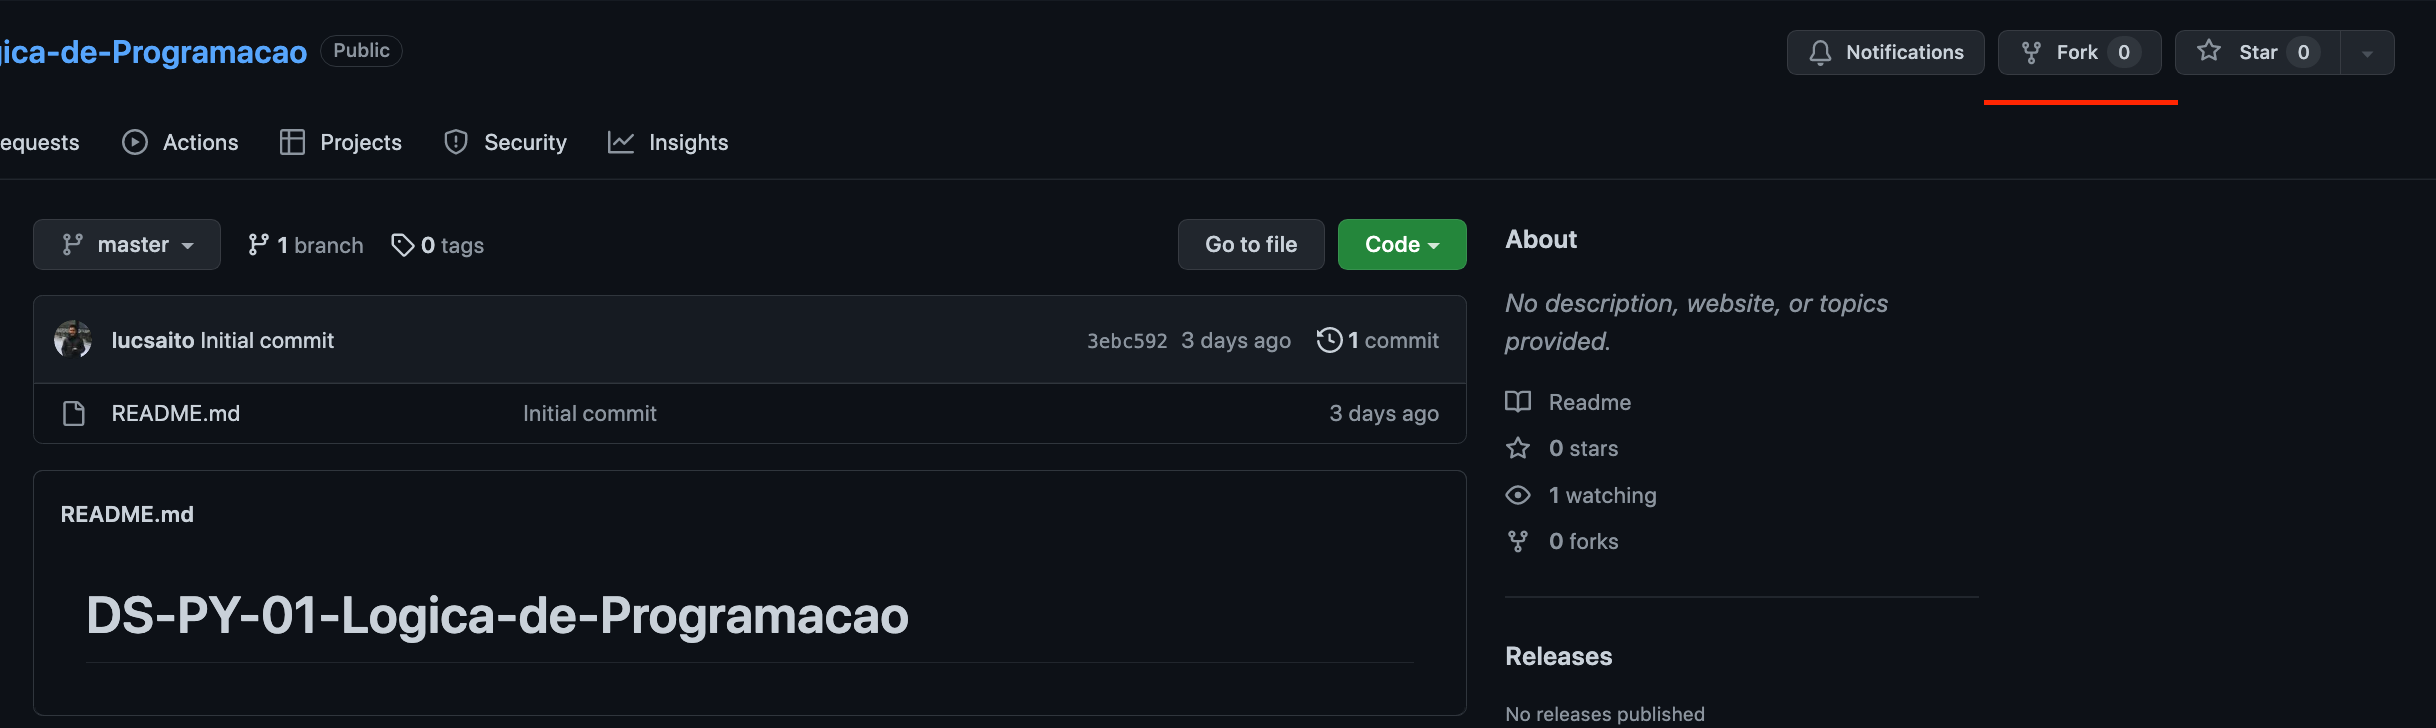 gica-de-Programacao Public Notifications Fork 0 Star 0
equests Actions Projects Security Insights
master 1 branch 0 tags Go to file Code
lucsaito Initial commit 3ebc592 3 days ago 1 commit
README.md Initial commit 3 days ago
README.md
DS-PY-01-Logica-de-Programacao
About
No description, website, or topics
provided.
Readme
0 stars
1 watching
0 forks
Releases
No releases published